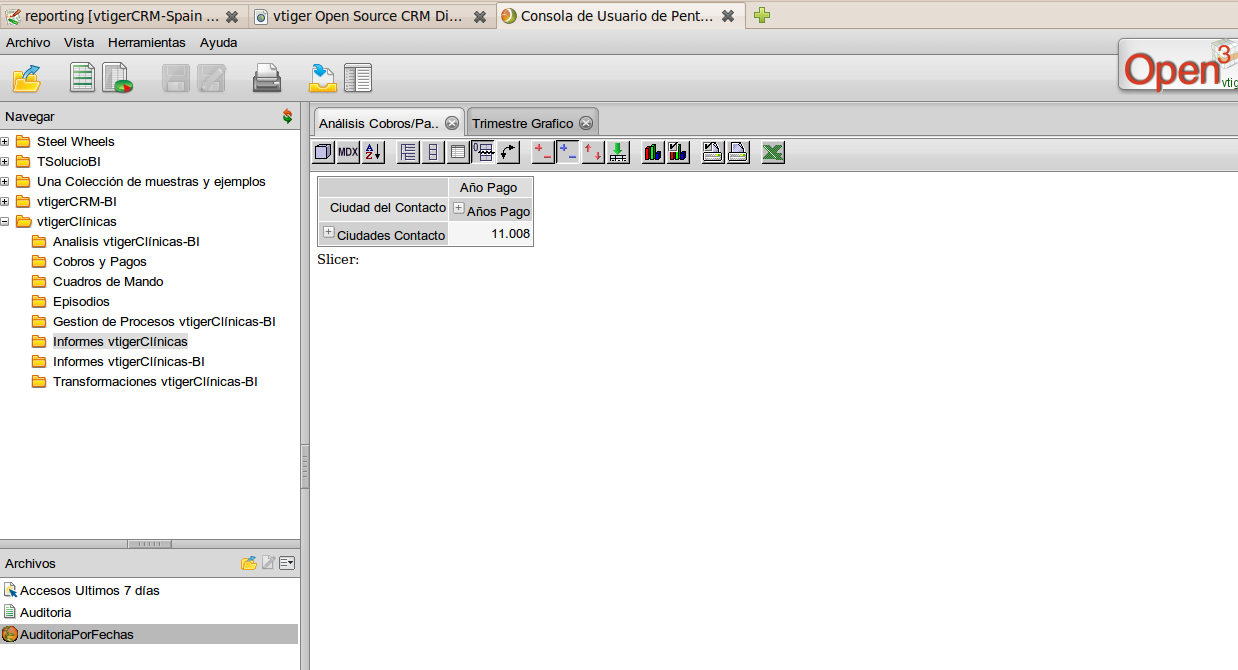 reporting [vtigerCRM-Spain ...
vtiger Open Source CRM Di...
Consola de Usuario de Pent...
Archivo Vista Herramientas Ayuda
Open3
vtig
Navegar
Análisis Cobros/Pa..
Trimestre Grafico
Steel Wheels
TSolucioBI
Una Colección de muestras y ejemplos
vtigerCRM-BI
vtigerClínicas
Analisis vtigerClínicas-BI
Cobros y Pagos
Cuadros de Mando
Episodios
Gestion de Procesos vtigerClínicas-BI
Informes vtigerClínicas
Informes vtigerClínicas-BI
Transformaciones vtigerClínicas-BI
MDX
Año Pago
Ciudad del Contacto Años Pago
Ciudades Contacto 11.008
Slicer:
Archivos
Accesos Ultimos 7 días
Auditoria
AuditoriaPorFechas